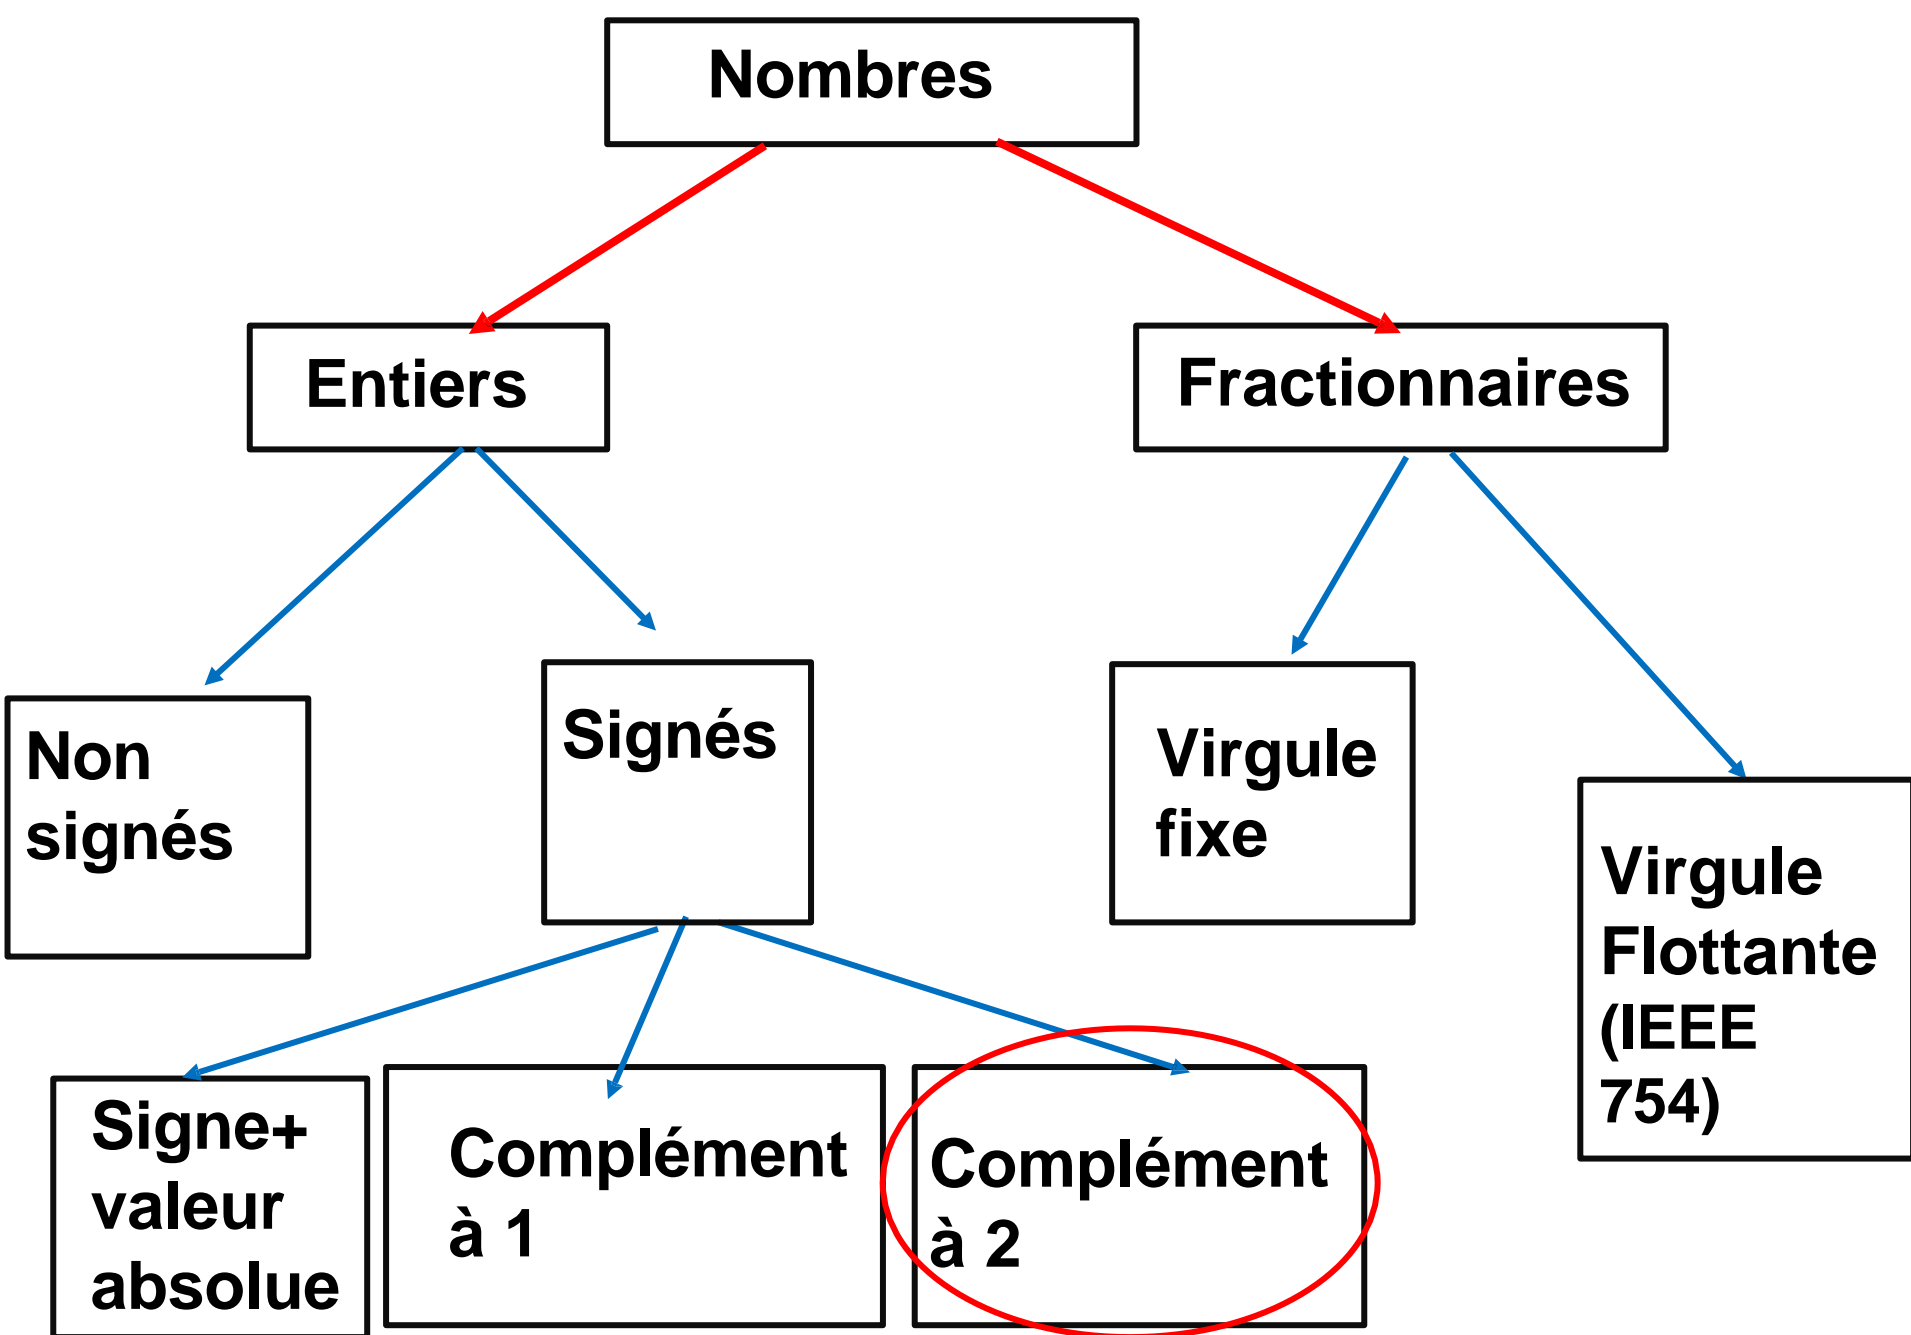 Nombres
Entiers
Fractionnaires
Non
signés
Signés
Virgule
fixe
Virgule
Flottante
(IEEE
754)
Signe+
valeur
absolue
Complément
à 1
Complément
à 2